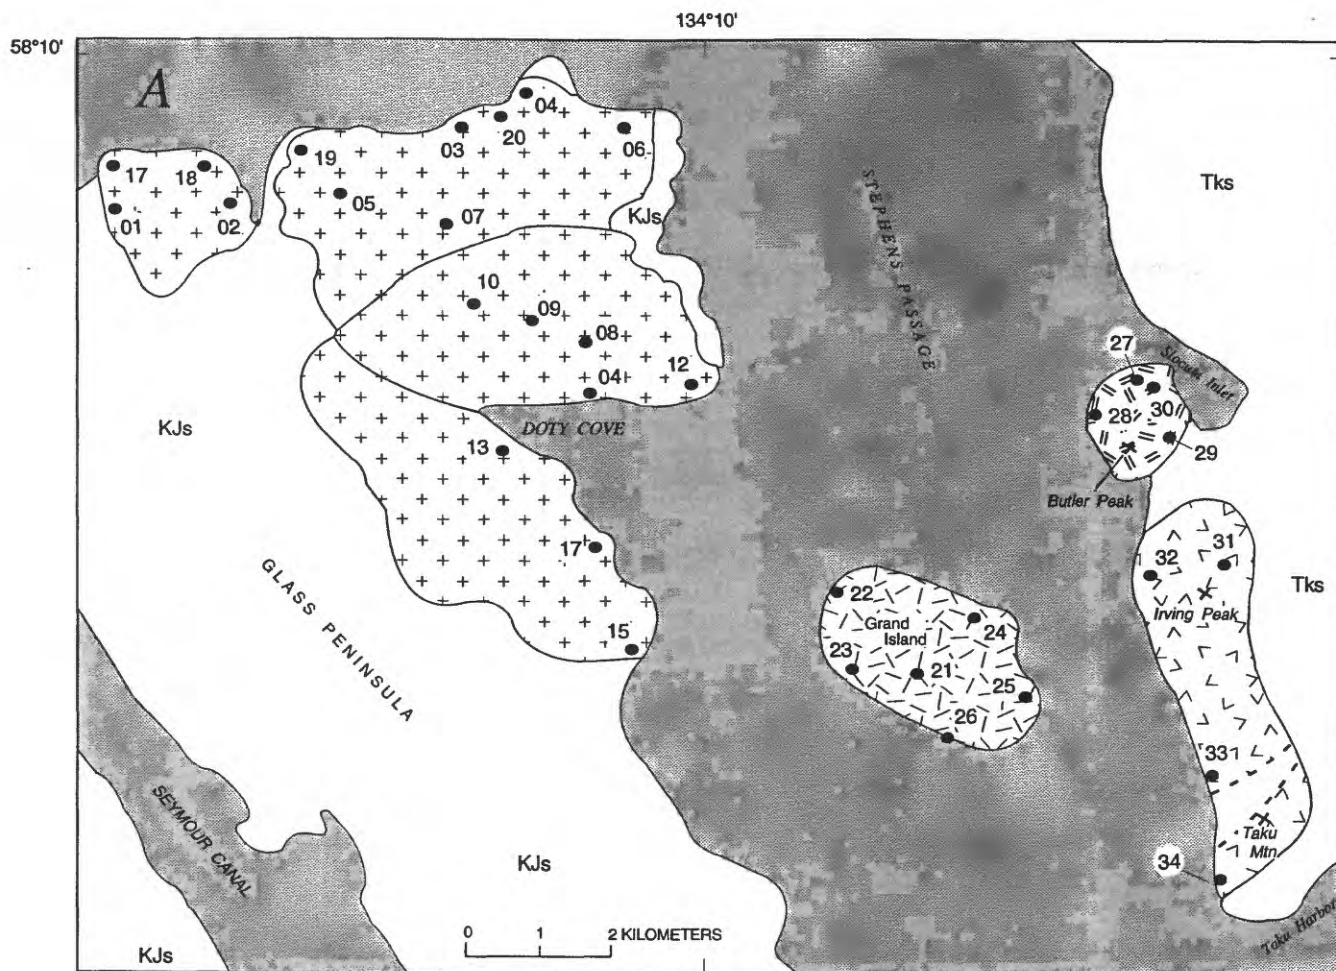 134°10'
58°10'
A
04
20
03
06
19
17
18
05
07
KJs
01
02
Tks
STEPHENS PASSAGE
10
09
08
12
04
27
Slocum Inlet
28
30
29
Butler Peak
KJs
DOTY COVE
13
17
15
GLASS PENINSULA
22
Grand
Island
24
23
21
25
26
32
31
Irving Peak
Tks
33
Taku
Mtn
34
Taku Harbor
SEYMOUR CANAL
KJs
KJs
0 1 2 KILOMETERS